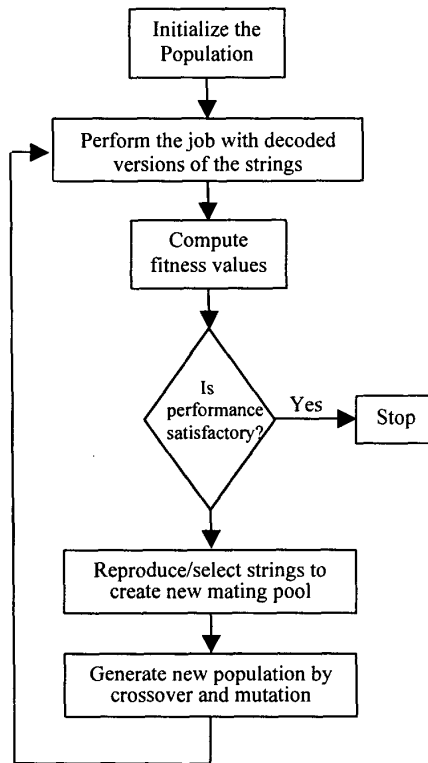 Initialize the
Population
Perform the job with decoded
versions of the strings
Compute
fitness values
Is
performance
satisfactory?
Yes
Stop
Reproduce/select strings to
create new mating pool
Generate new population by
crossover and mutation